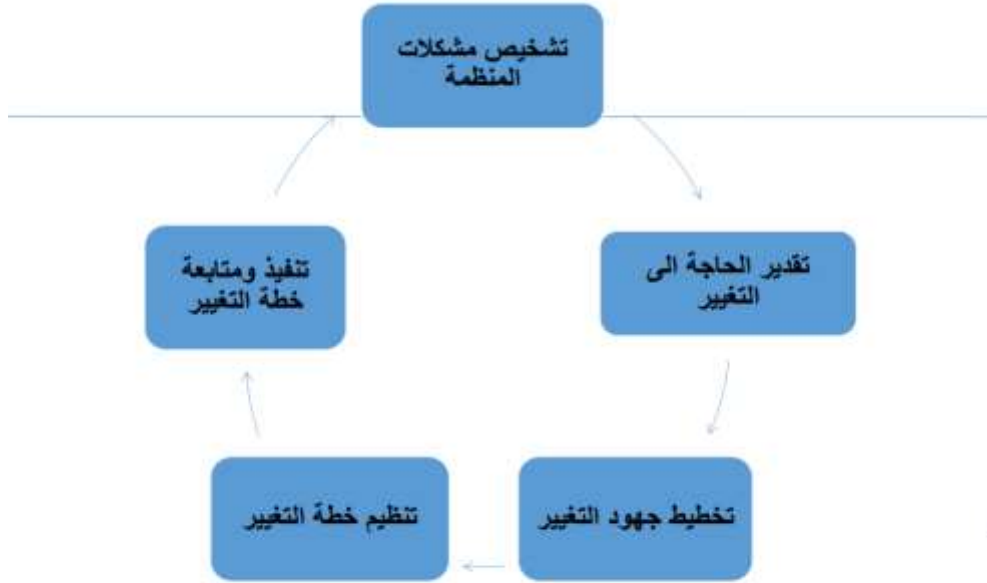 تشخيص مشكلات
المنظمة
تقدير الحاجة الى
التغيير
تخطيط جهود التغيير
تنظيم خطة التغيير
تنفيذ ومتابعة
خطة التغيير